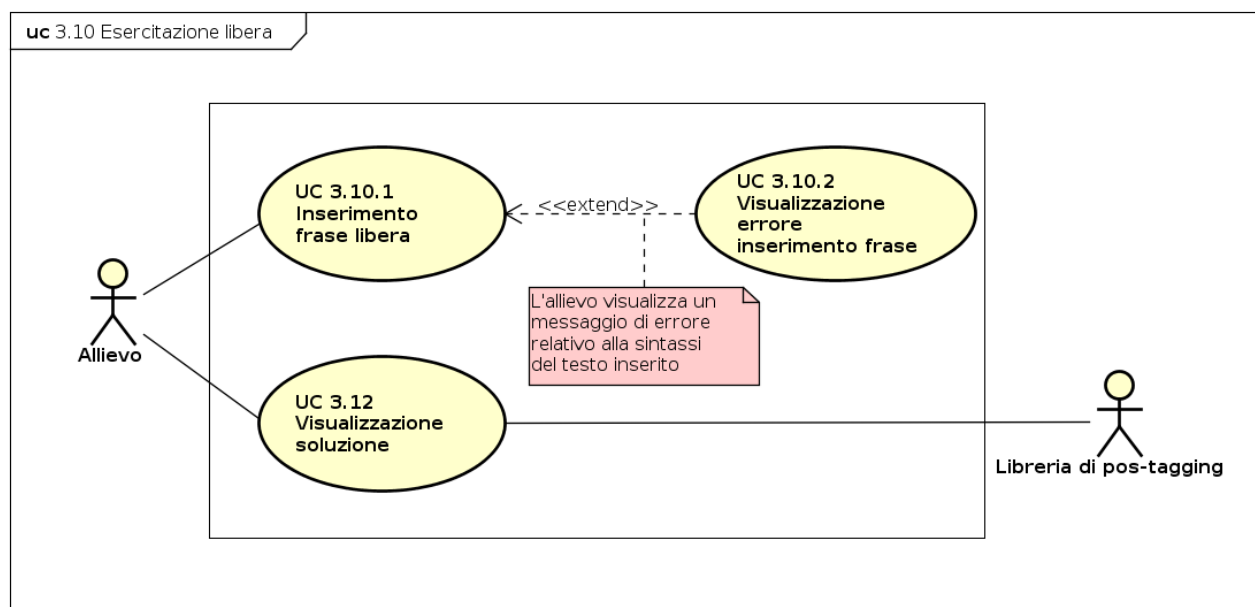 uc 3.10 Esercitazione libera
UC 3.10.1
Inserimento
frase libera
<<extend>>
UC 3.10.2
Visualizzazione
errore
inserimento frase
L'allievo visualizza un
messaggio di errore
relativo alla sintassi
del testo inserito
Allievo
UC 3.12
Visualizzazione
soluzione
Libreria di pos-tagging